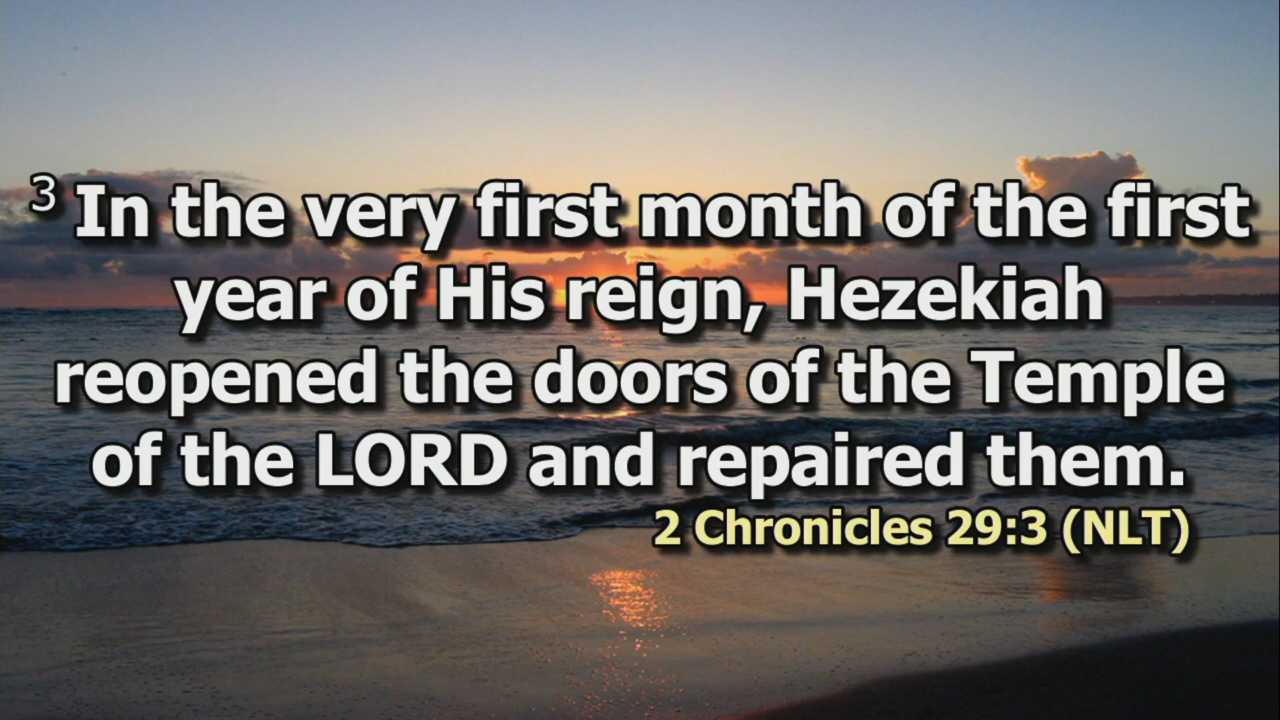 3 In the very first month of the first
year of His reign, Hezekiah
reopened the doors of the Temple
of the LORD and repaired them.
2 Chronicles 29:3 (NLT)